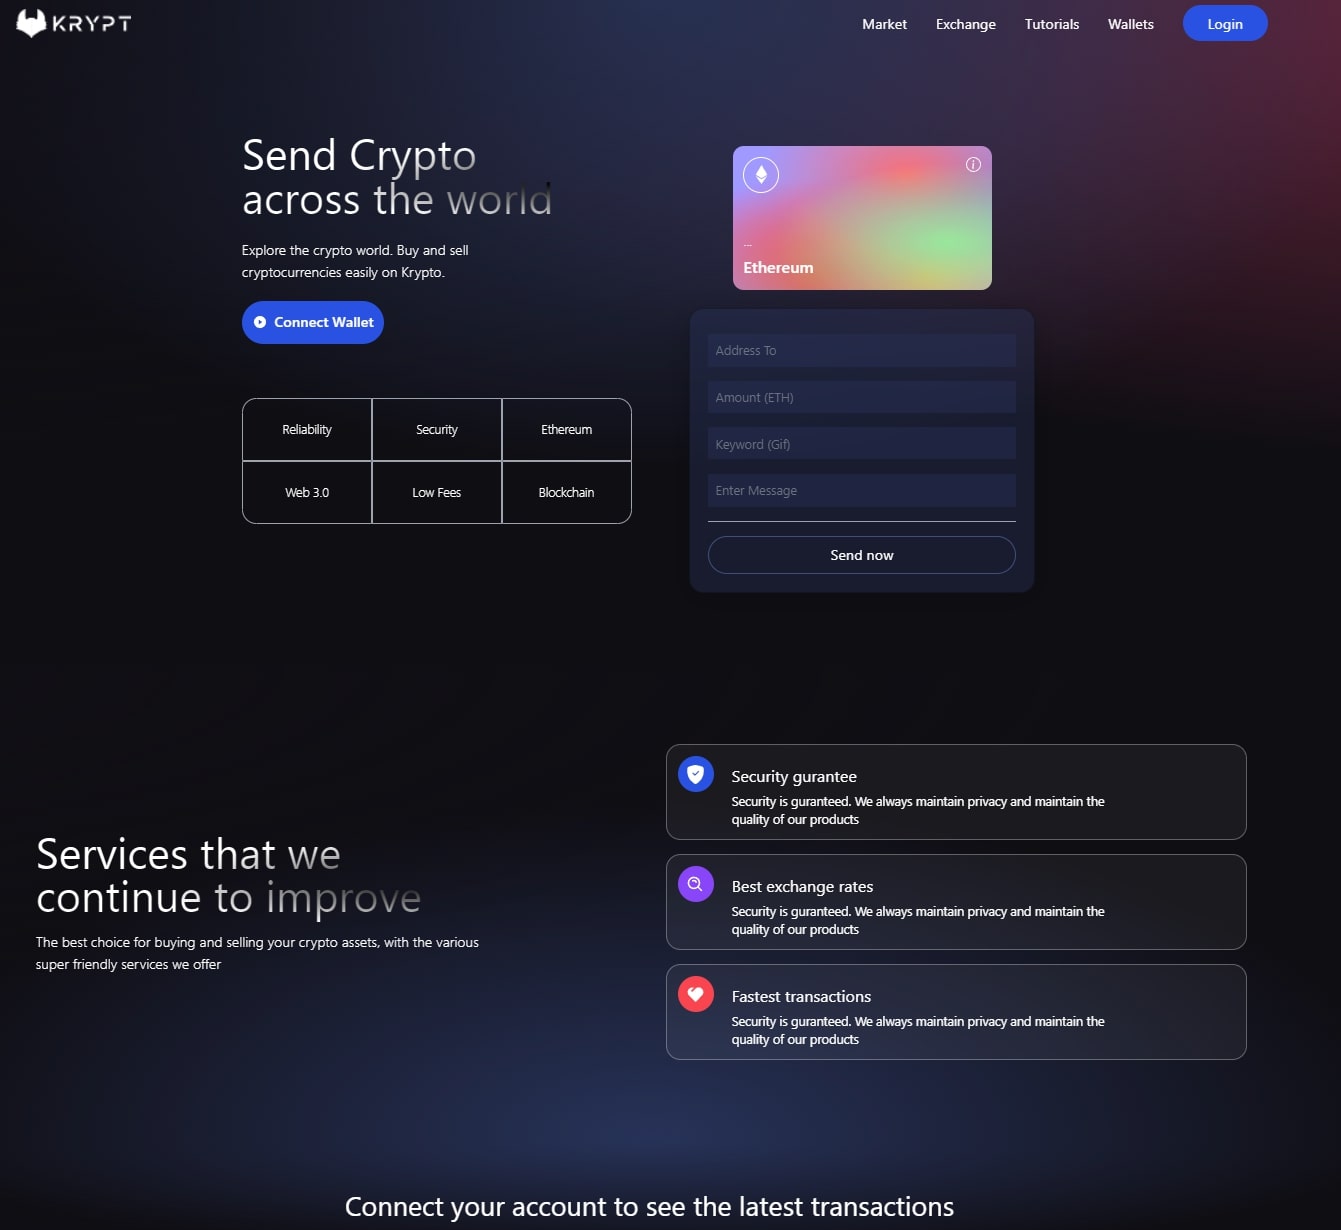 KRYPT
Market
Exchange
Tutorials
Wallets
Login
Send Crypto
across the world
Explore the crypto world. Buy and sell
cryptocurrencies easily on Krypto.
Connect Wallet
Reliability
Security
Ethereum
Web 3.0
Low Fees
Blockchain
...
Ethereum
Address To
Amount (ETH)
Keyword (Gif)
Enter Message
Send now
Services that we
continue to improve
The best choice for buying and selling your crypto assets, with the various
super friendly services we offer
Security gurantee
Security is guranteed. We always maintain privacy and maintain the
quality of our products
Best exchange rates
Security is guranteed. We always maintain privacy and maintain the
quality of our products
Fastest transactions
Security is guranteed. We always maintain privacy and maintain the
quality of our products
Connect your account to see the latest transactions